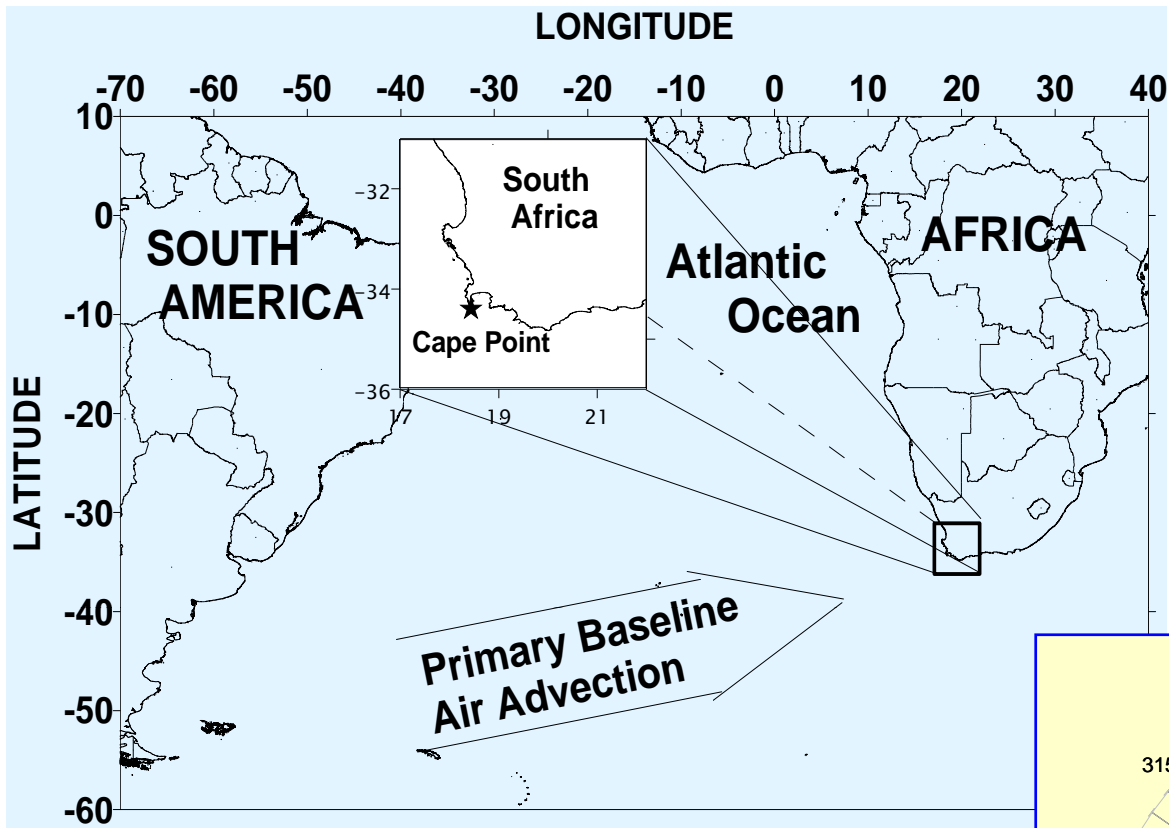 LONGITUDE
-70 -60 -50 -40 -30 -20 -10 0 10 20 30 40
10
0
-10
-20
-30
-40
-50
-60
LATITUDE
SOUTH
AMERICA
−32
−34
−36
17 19 21
South
Africa
Cape Point
Atlantic
Ocean
AFRICA
Primary Baseline
Air Advection
315